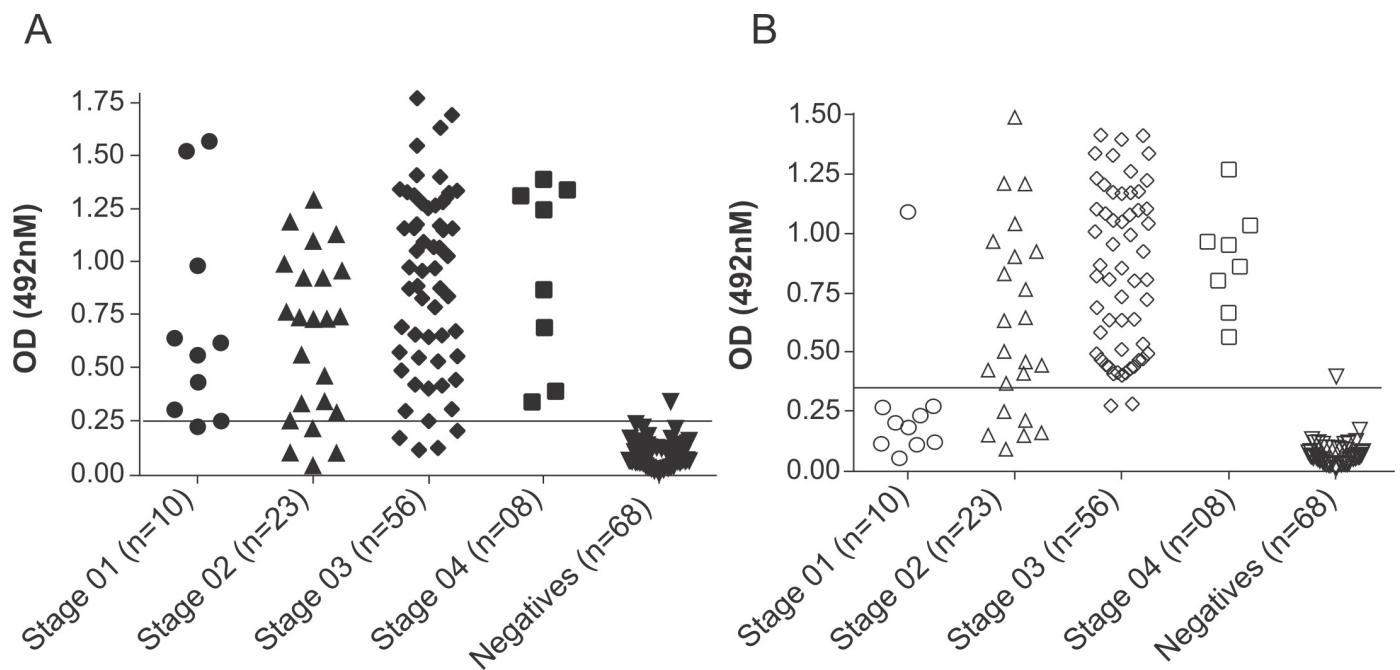 A
B
OD (492nM)
1.75
1.50
1.25
1.00
0.75
0.50
0.25
0.00
Stage 01 (n=10)
Stage 02 (n=23)
Stage 03 (n=56)
Stage 04 (n=08)
Negatives (n=68)
OD (492nM)
1.50
1.25
1.00
0.75
0.50
0.25
0.00
Stage 01 (n=10)
Stage 02 (n=23)
Stage 03 (n=56)
Stage 04 (n=08)
Negatives (n=68)